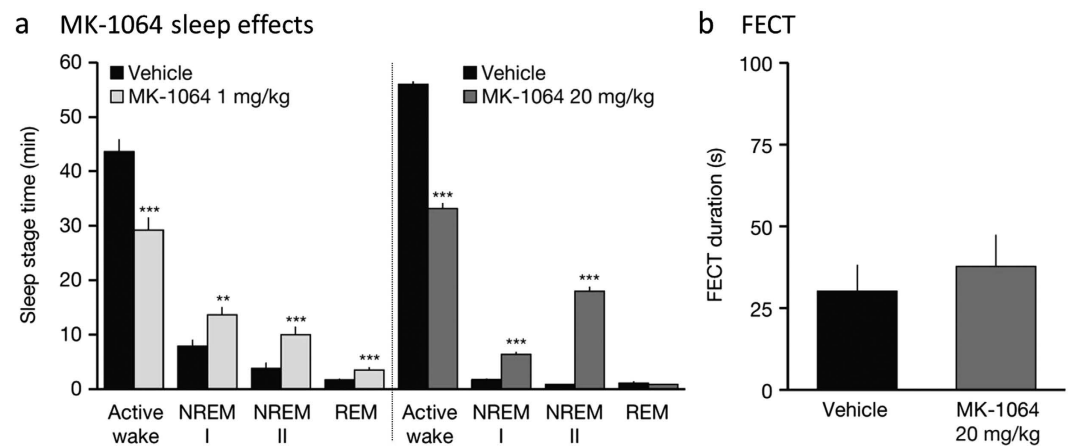 a MK-1064 sleep effects
60
50
40
30
20
10
0
Sleep stage time (min)
Vehicle
MK-1064 1 mg/kg
***
**
***
***
Active
wake
NREM
I
NREM
II
REM
Vehicle
MK-1064 20 mg/kg
***
***
***
Active
wake
NREM
I
NREM
II
REM
b FECT
100
75
50
25
0
FECT duration (s)
Vehicle
MK-1064
20 mg/kg